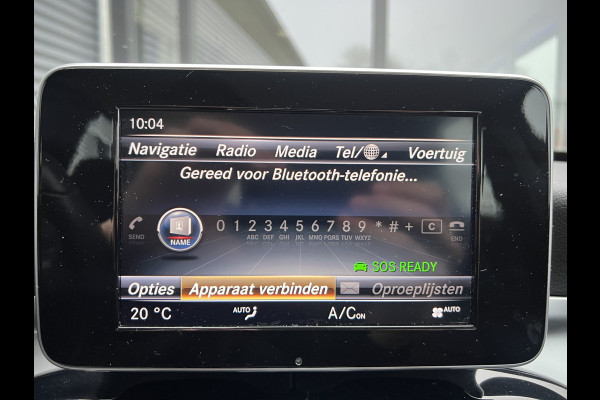 10:04
Navigatie Radio Media Tel/ Voertuig
Gereed voor Bluetooth-telefonie...
NAME
SEND 0 1 2 3 4 5 6 7 8 9 * # + C END
ABC DEF GHI JKL MNO PQRS TUV WXYZ
SOS READY
Opties Apparaat verbinden Oproeplijsten
20 °C AUTO A/C ON AUTO